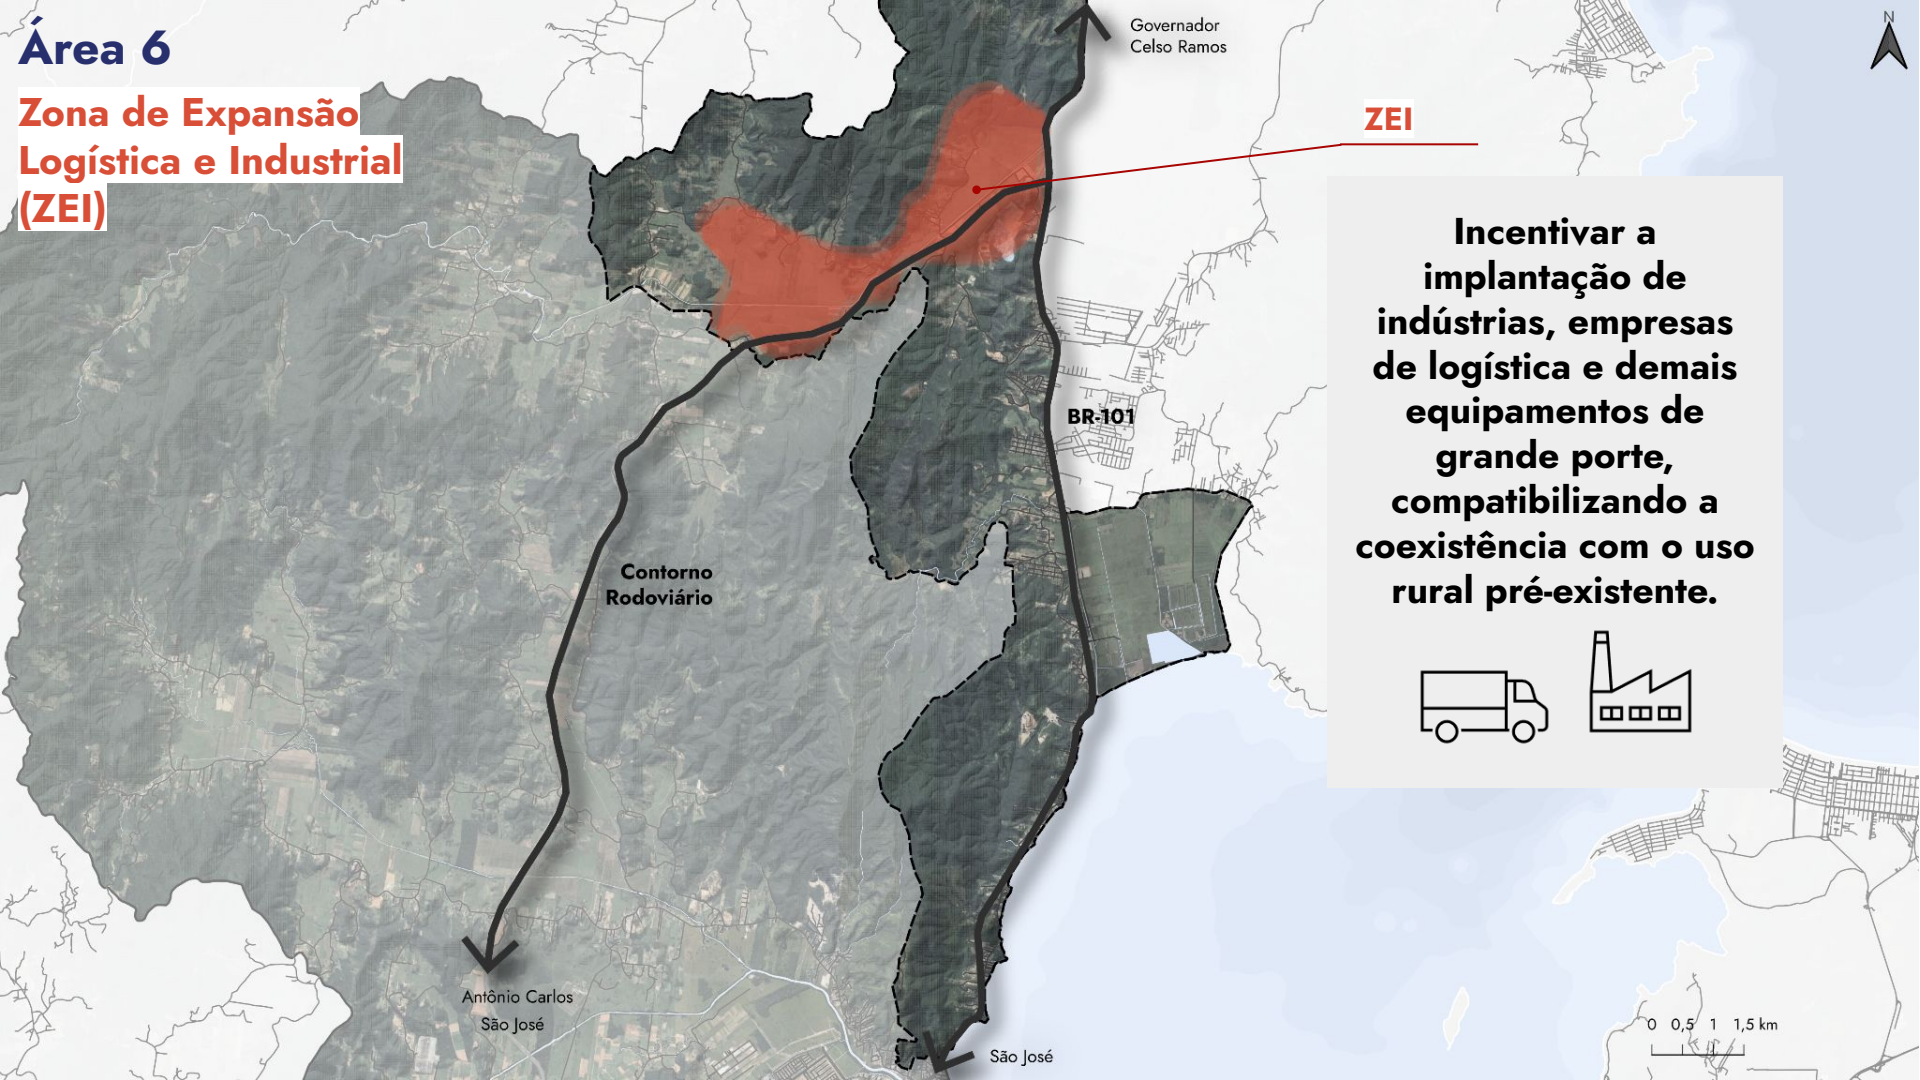 Área 6
Zona de Expansão
Logística e Industrial
(ZEI)
Governador
Celso Ramos
N
ZEI
Incentivar a
implantação de
indústrias, empresas
de logística e demais
equipamentos de
grande porte,
compatibilizando a
coexistência com o uso
rural pré-existente.
BR-101
Contorno
Rodoviário
Antônio Carlos
São José
São José
0 0,5 1 1,5 km